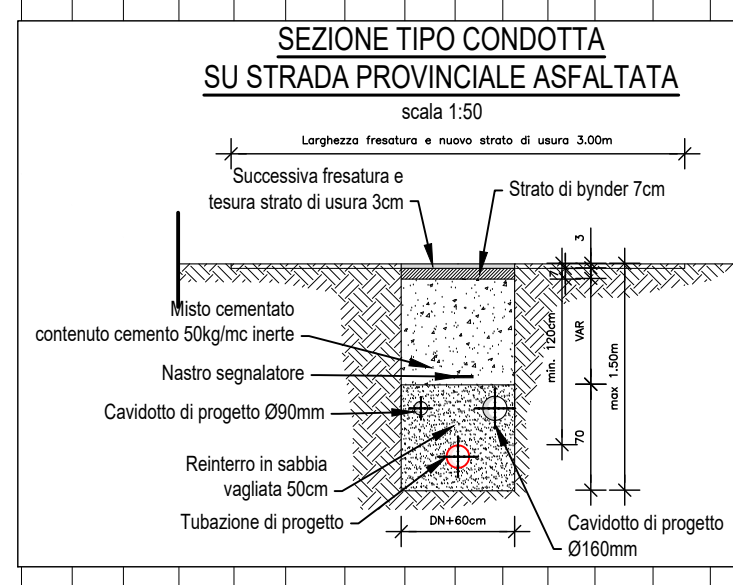 SEZIONE TIPO CONDOTTA
SU STRADA PROVINCIALE ASFALTATA
scala 1:50
Larghezza fresatura e nuovo strato di usura 3.00m
Successiva fresatura e
tesura strato di usura 3cm
Strato di bynder 7cm
3
7
Misto cementato
contenuto cemento 50kg/mc inerte
min. 120cm
VAR
max 1.50m
Nastro segnalatore
Cavidotto di progetto Ø90mm
70
Reinterro in sabbia
vagliata 50cm
Tubazione di progetto
DN+60cm
Cavidotto di progetto
Ø160mm